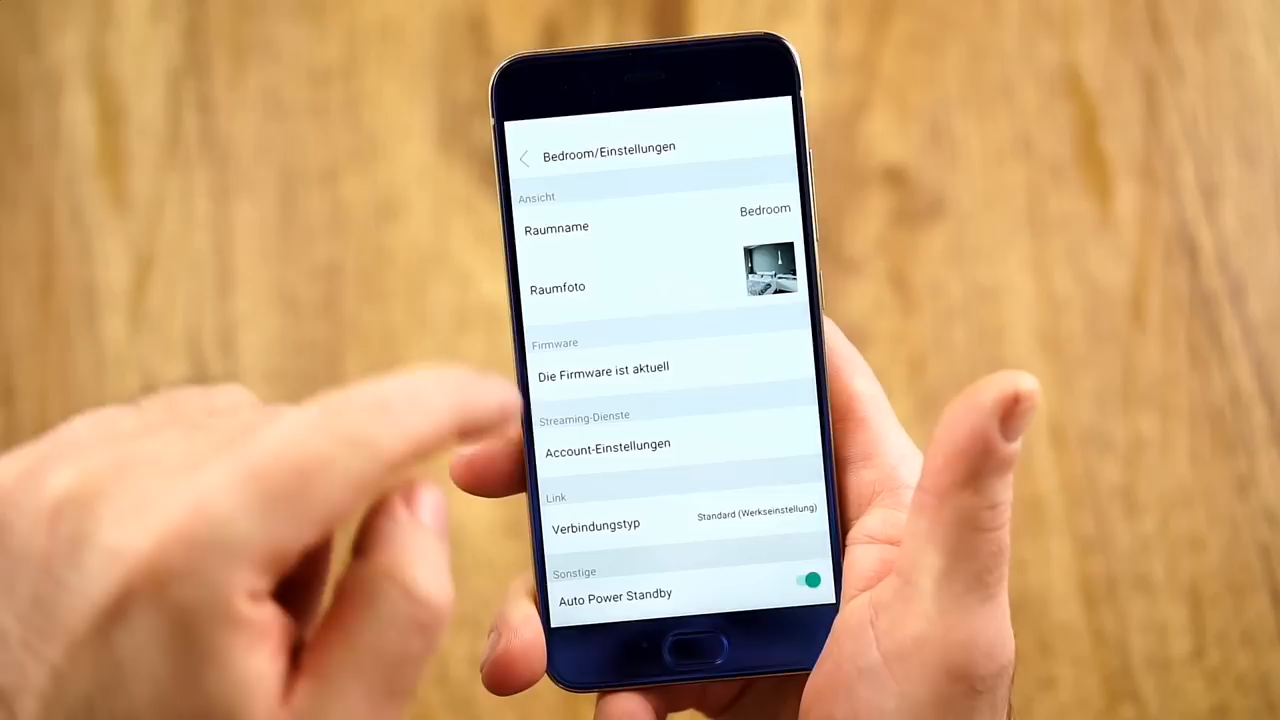 Bedroom/Einstellungen
Ansicht
Raumname Bedroom
Raumfoto
Firmware
Die Firmware ist aktuell
Streaming-Dienste
Account-Einstellungen
Link
Verbindungstyp Standard (Werkseinstellung)
Sonstige
Auto Power Standby